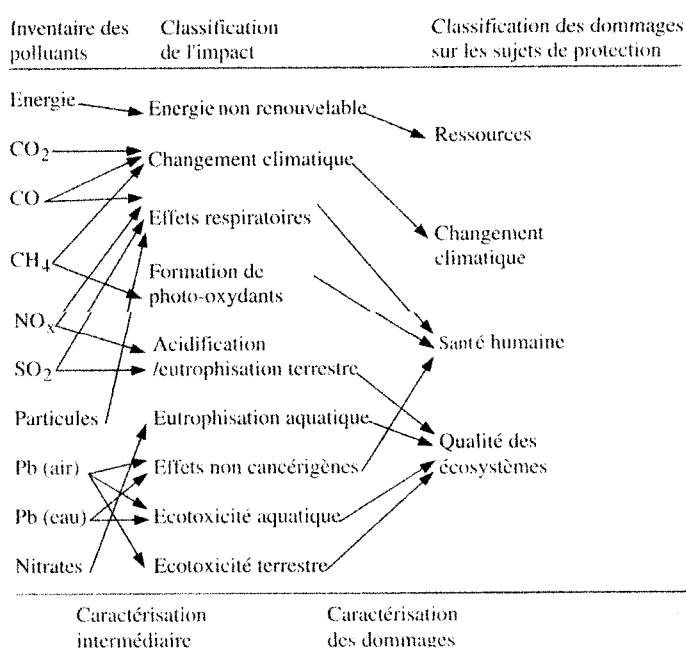 Inventaire des
polluants
Classification
de l'impact
Classification des dommages
sur les sujets de protection
Energie
CO2
CO
CH4
NOx
SO2
Particules
Pb (air)
Pb (eau)
Nitrates
Energie non renouvelable
Changement climatique
Effets respiratoires
Formation de
photo-oxydants
Acidification
/eutrophisation terrestre
Eutrophisation aquatique
Effets non cancérigènes
Ecotoxicité aquatique
Ecotoxicité terrestre
Ressources
Changement
climatique
Santé humaine
Qualité des
écosystèmes
Caractérisation
intermédiaire
Caractérisation
des dommages